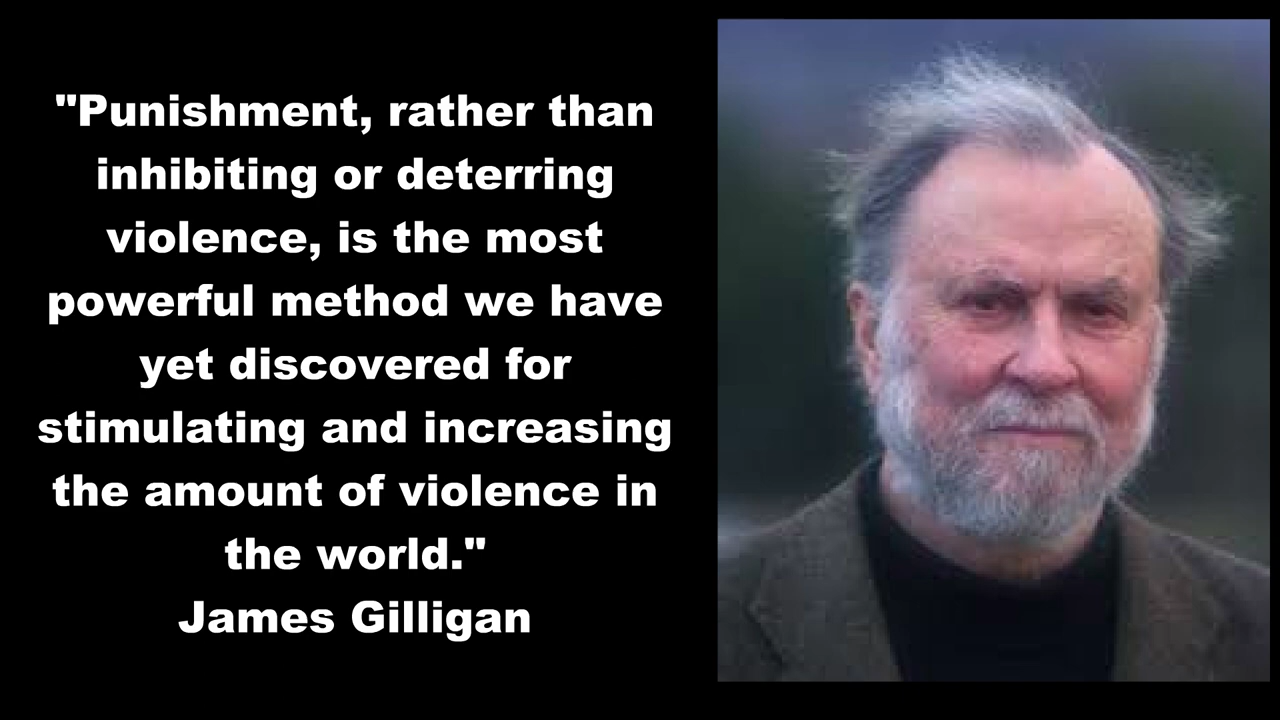 "Punishment, rather than
inhibiting or deterring
violence, is the most
powerful method we have
yet discovered for
stimulating and increasing
the amount of violence in
the world."
James Gilligan